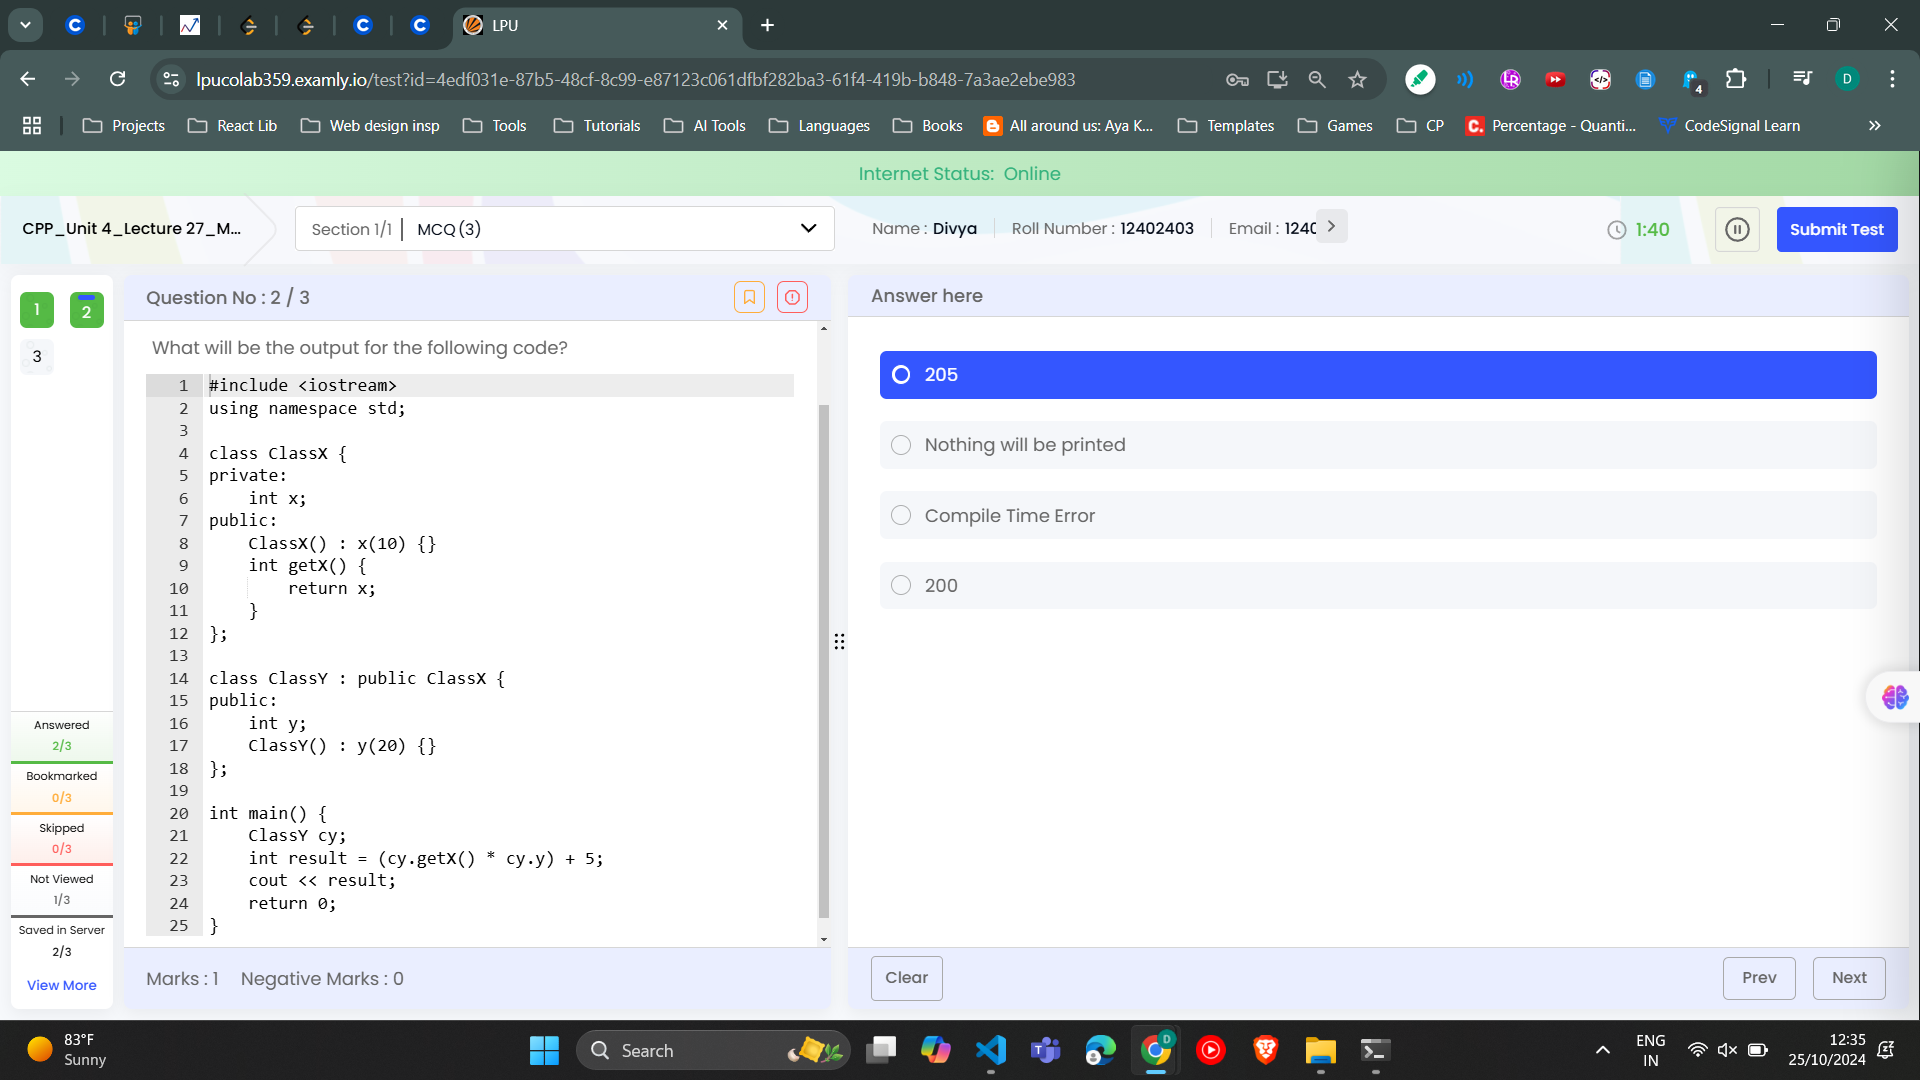 LPU
lpucolab359.examly.io/test?id=4edf031e-87b5-48cf-8c99-e87123c061dfbf282ba3-61f4-419b-b848-7a3ae2ebe983
4
D
Projects
React Lib
Web design insp
Tools
Tutorials
AI Tools
Languages
Books
All around us: Aya K...
Templates
Games
CP
Percentage - Quanti...
CodeSignal Learn
Internet Status: Online
CPP_Unit 4_Lecture 27_M...
Section 1/1 | MCQ (3)
Name : Divya
Roll Number : 12402403
Email : 1240
1:40
Submit Test
1
2
3
Question No : 2 / 3
What will be the output for the following code?
1 #include <iostream>
2 using namespace std;
3
4 class ClassX {
5 private:
6     int x;
7 public:
8     ClassX() : x(10) {}
9     int getX() {
10         return x;
11     }
12 };
13
14 class ClassY : public ClassX {
15 public:
16     int y;
17     ClassY() : y(20) {}
18 };
19
20 int main() {
21     ClassY cy;
22     int result = (cy.getX() * cy.y) + 5;
23     cout << result;
24     return 0;
25 }
Marks : 1
Negative Marks : 0
Answered
2/3
Bookmarked
0/3
Skipped
0/3
Not Viewed
1/3
Saved in Server
2/3
View More
Answer here
205
Nothing will be printed
Compile Time Error
200
Clear
Prev
Next
83°F
Sunny
Search
D
ENG
IN
12:35
25/10/2024